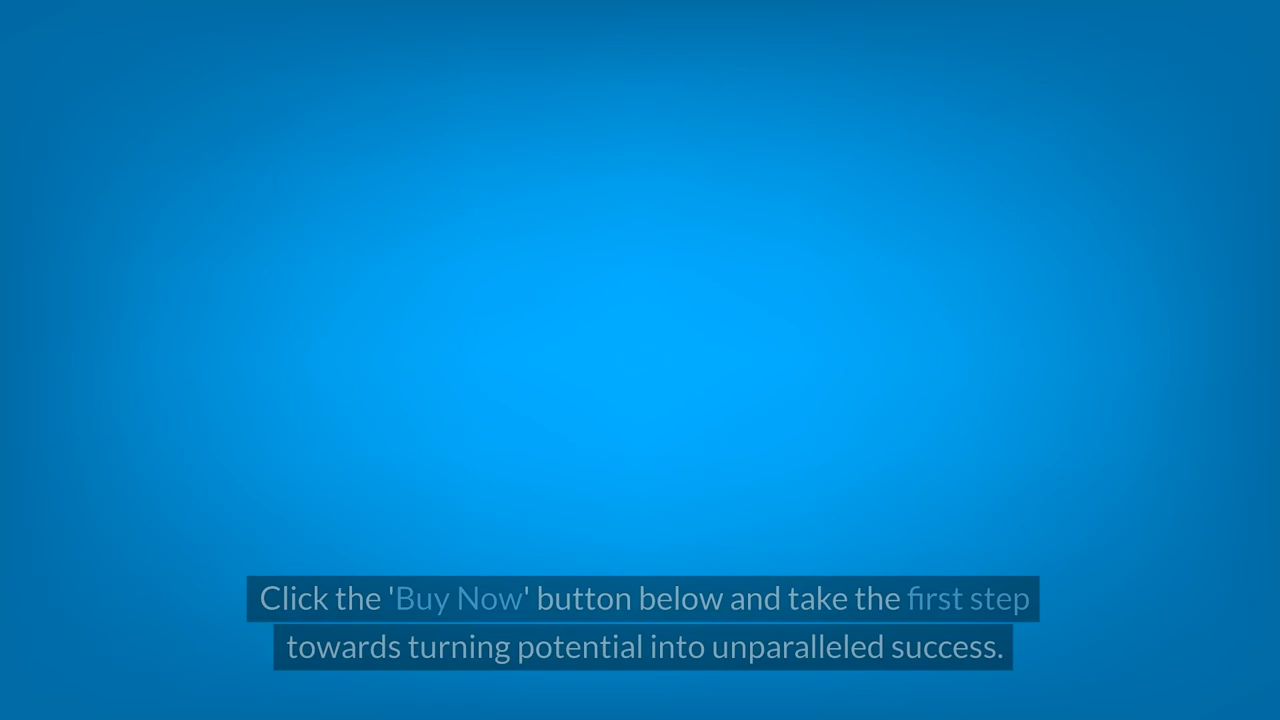 Click the 'Buy Now' button below and take the first step
towards turning potential into unparalleled success.